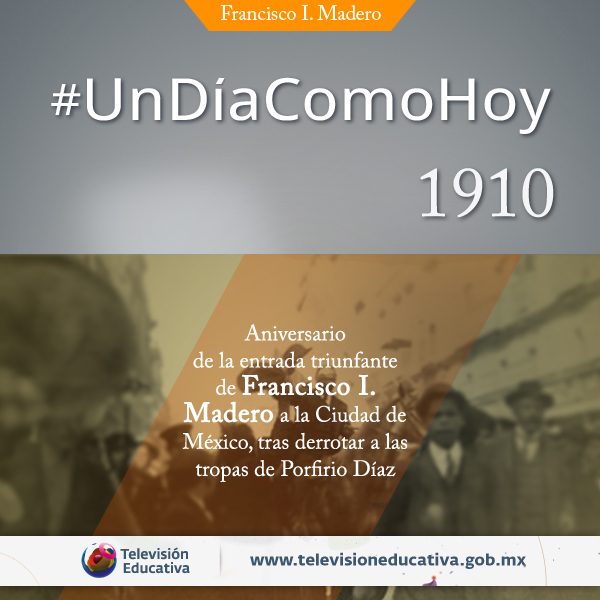 Francisco I. Madero
#UnDíaComoHoy
1910
Aniversario
de la entrada triunfante
de Francisco I.
Madero a la Ciudad de
México, tras derrotar a las
tropas de Porfirio Díaz
Televisión
Educativa
www.televisioneducativa.gob.mx